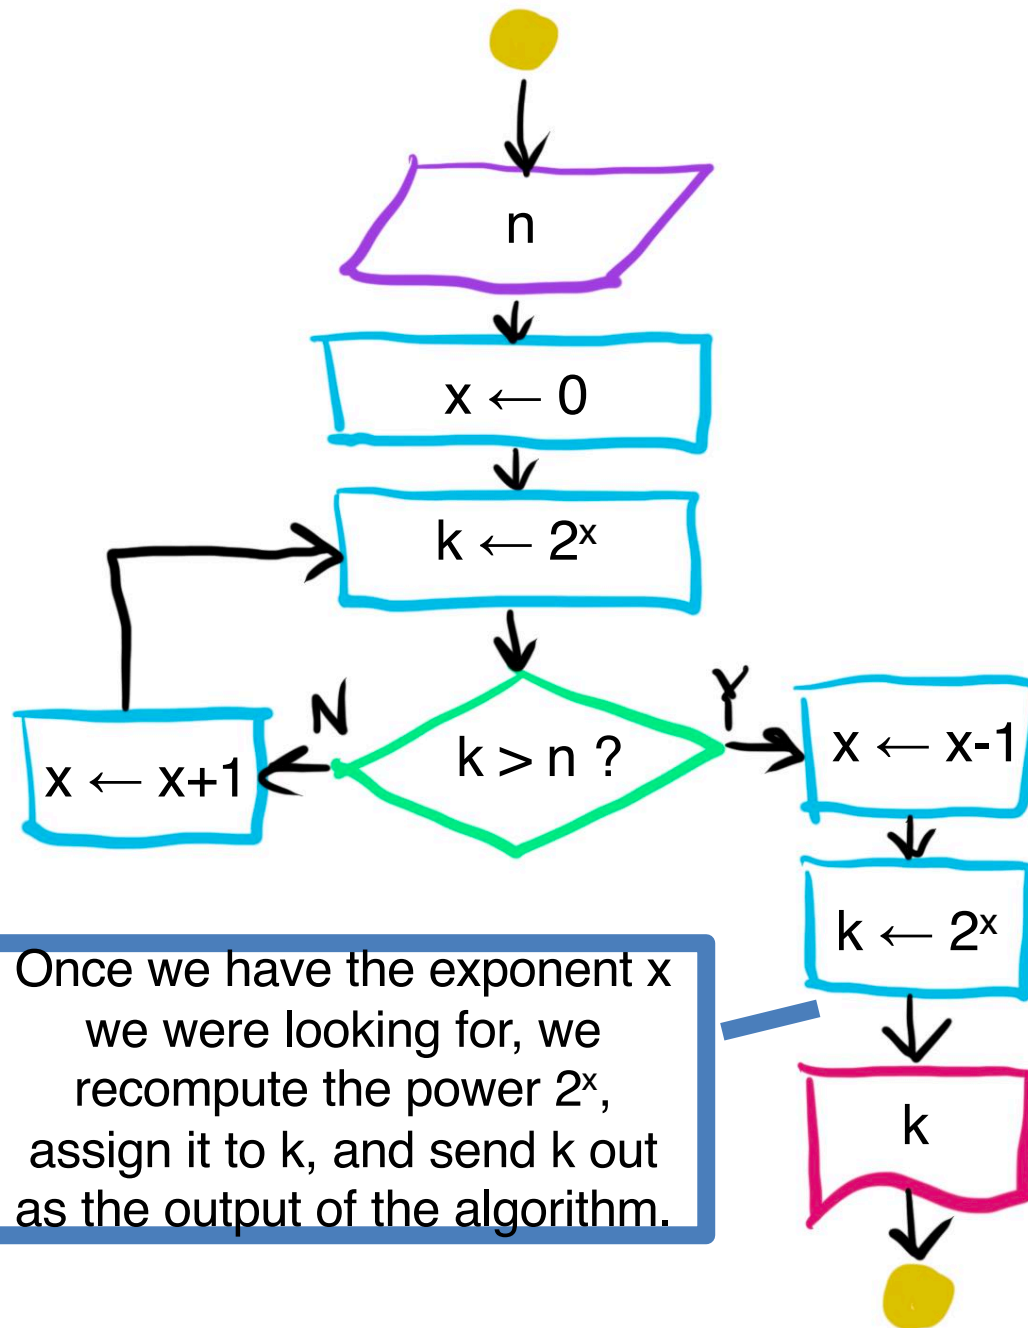 n
x ← 0
k ← 2ˣ
N
Y
k > n ?
x ← x+1
x ← x-1
k ← 2ˣ
k
Once we have the exponent x
we were looking for, we
recompute the power 2ˣ,
assign it to k, and send k out
as the output of the algorithm.